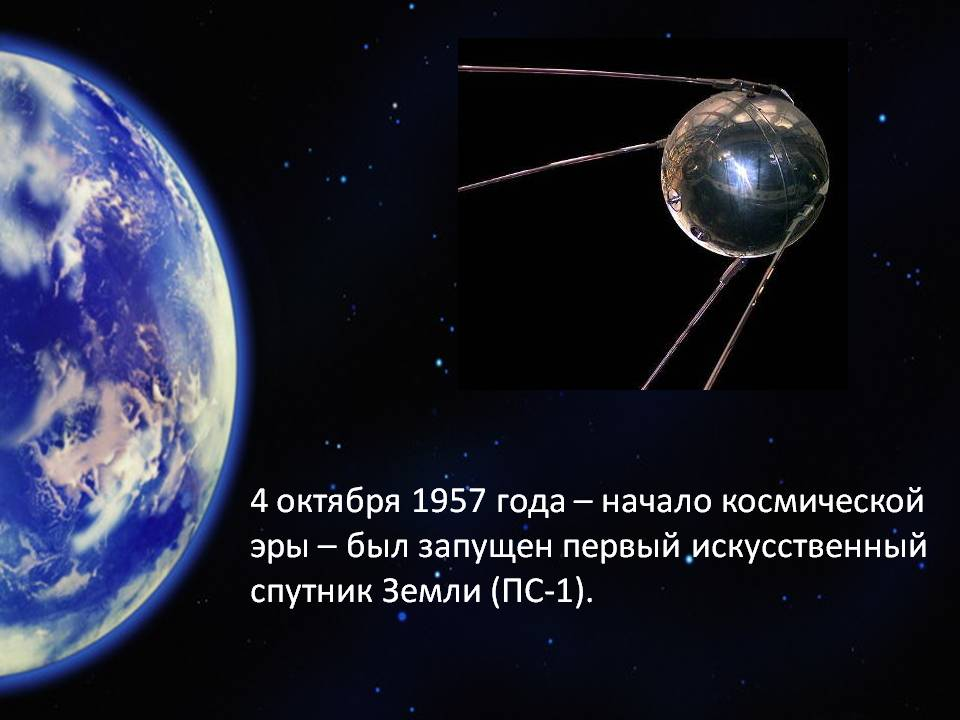 4 октября 1957 года – начало космической
эры – был запущен первый искусственный
спутник Земли (ПС-1).